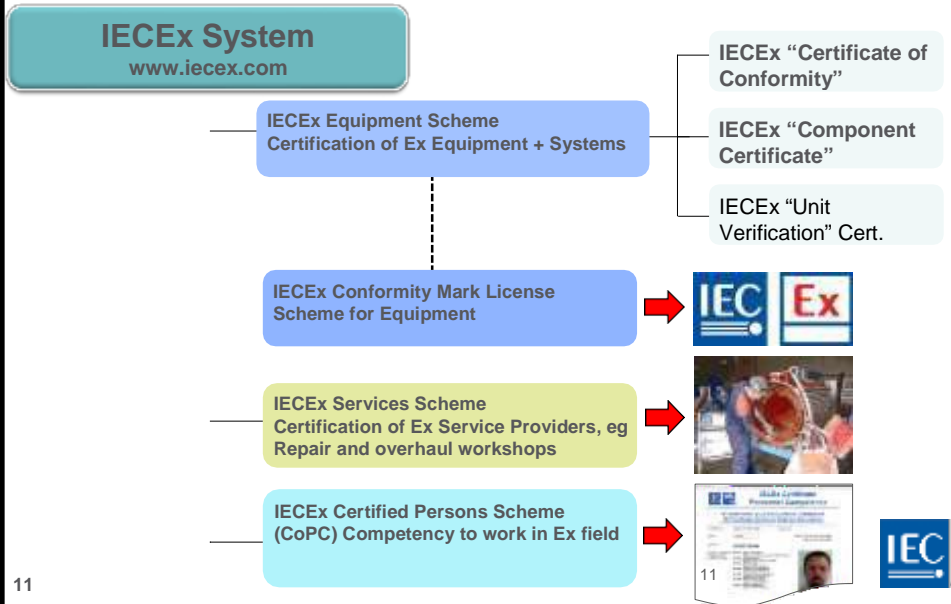 IECEx System
www.iecex.com
IECEx Equipment Scheme
Certification of Ex Equipment + Systems
IECEx “Certificate of
Conformity”
IECEx “Component
Certificate”
IECEx “Unit
Verification” Cert.
IECEx Conformity Mark License
Scheme for Equipment
IEC Ex
IECEx Services Scheme
Certification of Ex Service Providers, eg
Repair and overhaul workshops
IECEx Certified Persons Scheme
(CoPC) Competency to work in Ex field
11
IEC
11